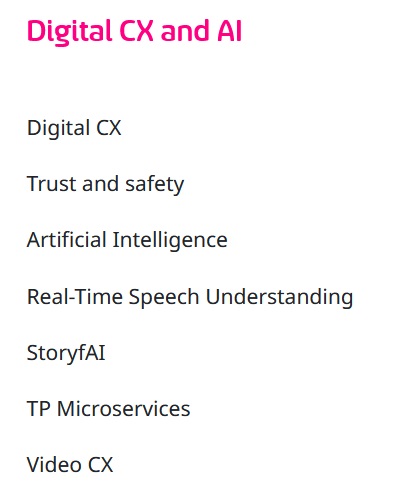 Digital CX and AI
Digital CX
Trust and safety
Artificial Intelligence
Real-Time Speech Understanding
StoryfAI
TP Microservices
Video CX